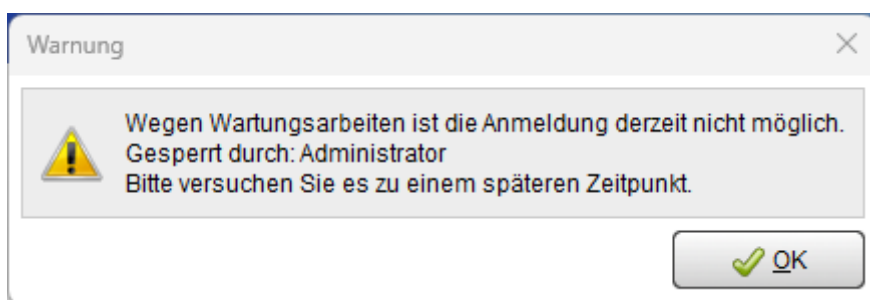 Warnung
Wegen Wartungsarbeiten ist die Anmeldung derzeit nicht möglich.
Gesperrt durch: Administrator
Bitte versuchen Sie es zu einem späteren Zeitpunkt.
OK